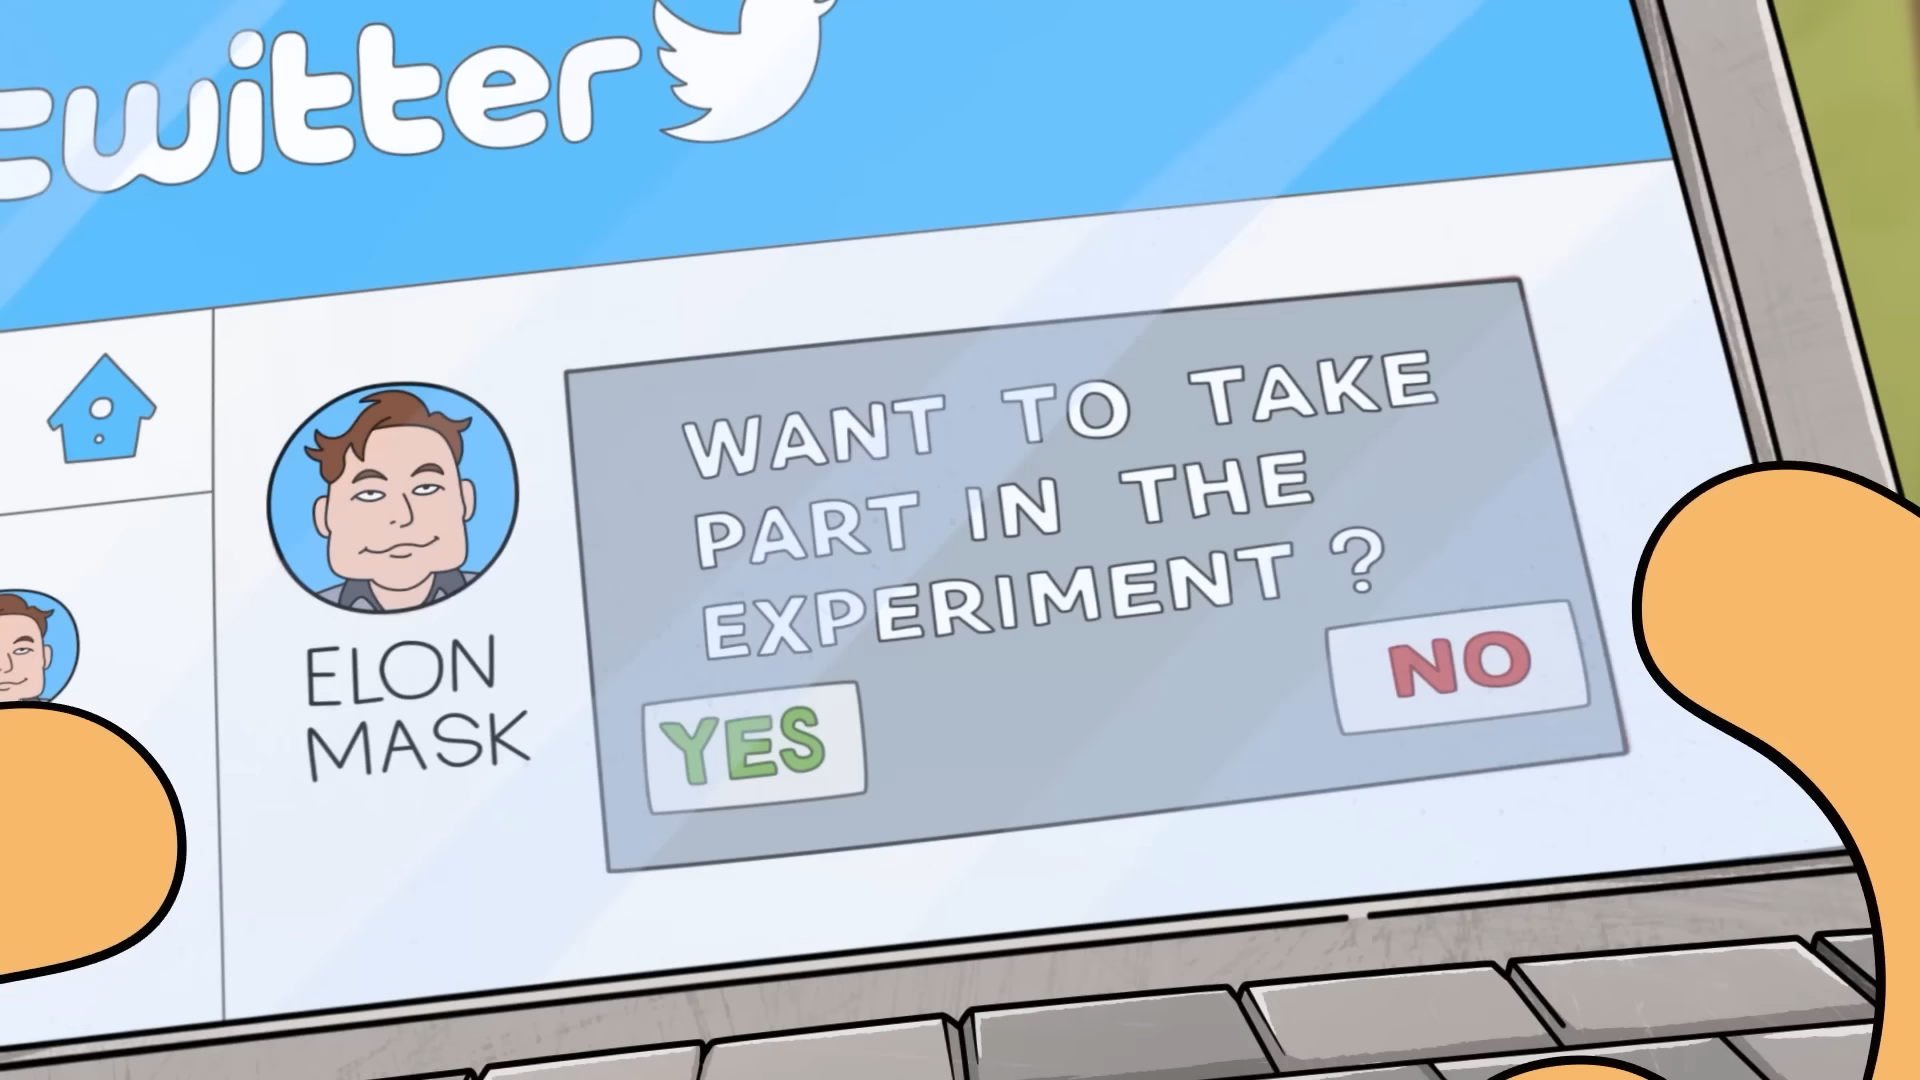 twitter
WANT TO TAKE
PART IN THE
EXPERIMENT ?
ELON
MASK
YES
NO